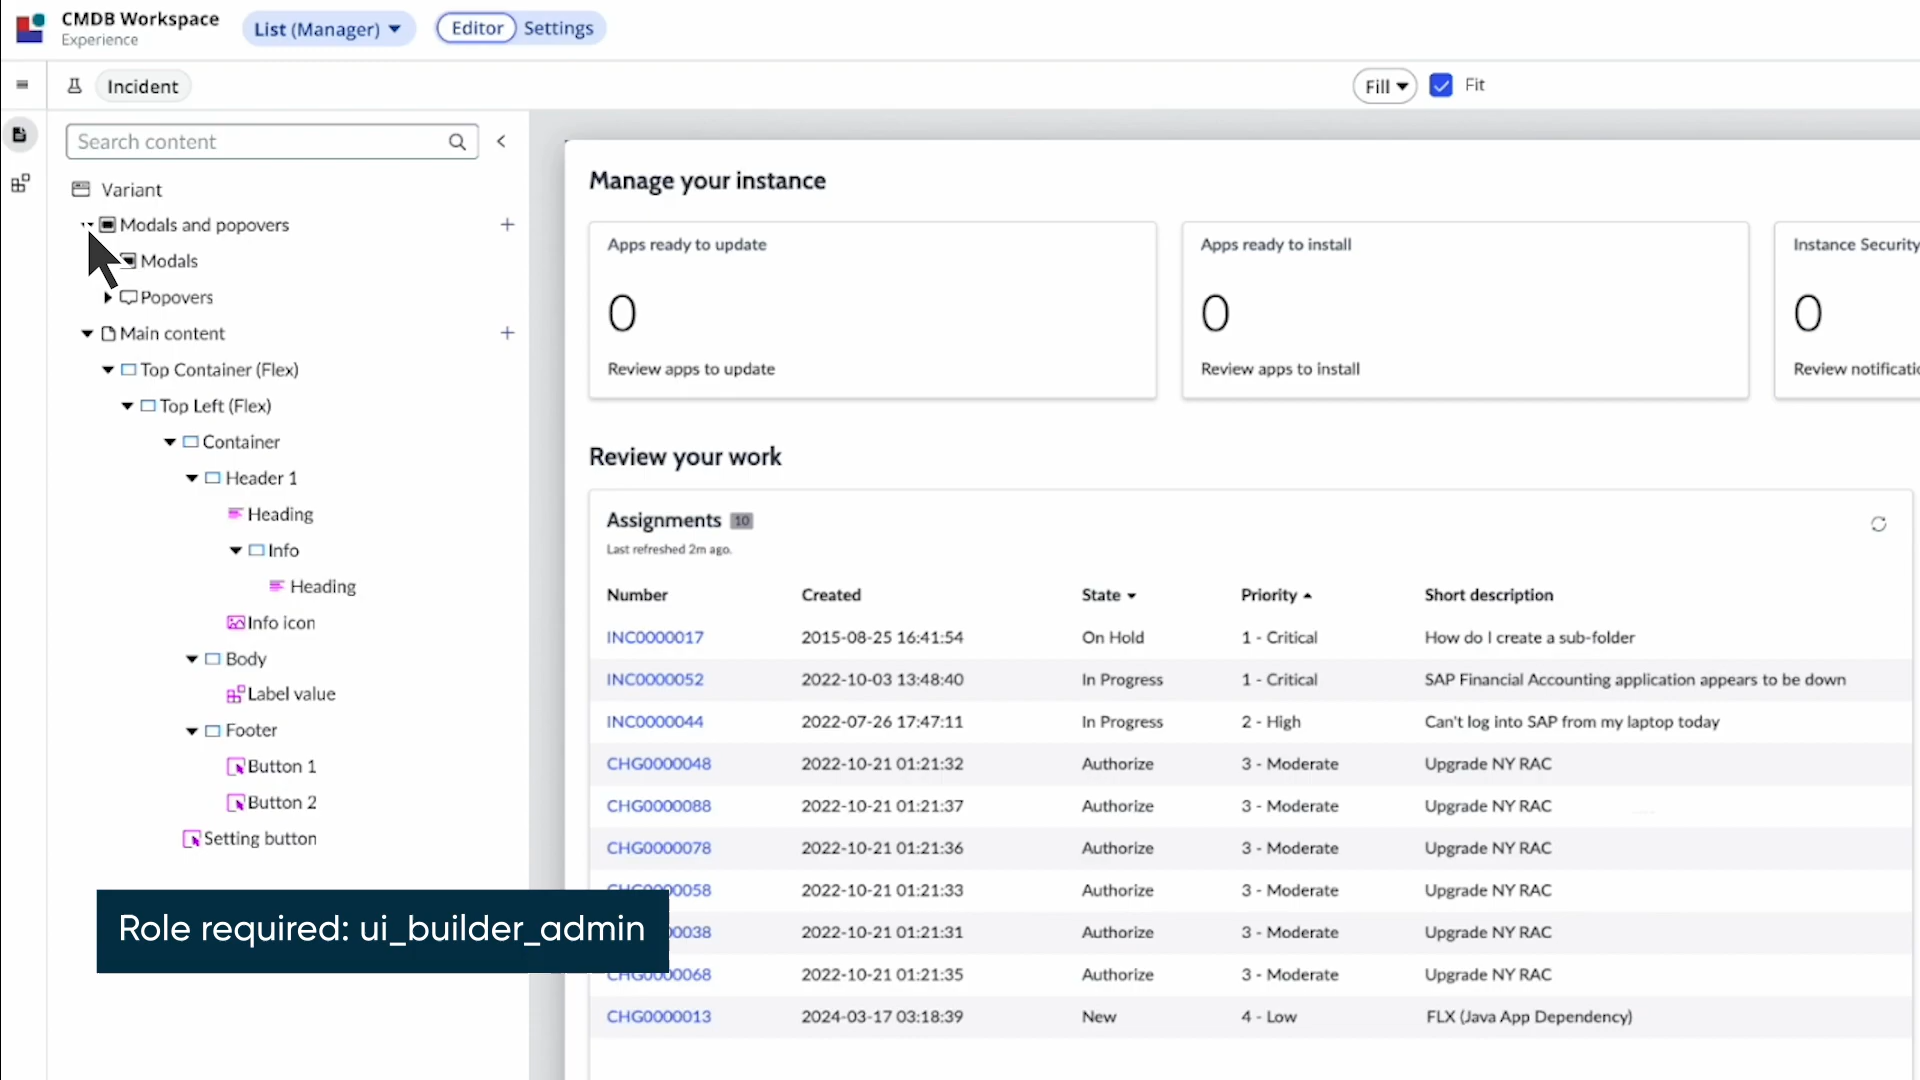 CMDB Workspace
Experience
List (Manager)
Editor
Settings
Incident
Fill
Fit
Search content
Variant
Modals and popovers
Modals
Popovers
Main content
Top Container (Flex)
Top Left (Flex)
Container
Header 1
Heading
Info
Heading
Info icon
Body
Label value
Footer
Button 1
Button 2
Setting button
Role required: ui_builder_admin
Manage your instance
Apps ready to update
0
Review apps to update
Apps ready to install
0
Review apps to install
Instance Security
0
Review notificatio
Review your work
Assignments 10
Last refreshed 2m ago.
Number Created State Priority Short description
INC0000017 2015-08-25 16:41:54 On Hold 1 - Critical How do I create a sub-folder
INC0000052 2022-10-03 13:48:40 In Progress 1 - Critical SAP Financial Accounting application appears to be down
INC0000044 2022-07-26 17:47:11 In Progress 2 - High Can't log into SAP from my laptop today
CHG0000048 2022-10-21 01:21:32 Authorize 3 - Moderate Upgrade NY RAC
CHG0000088 2022-10-21 01:21:37 Authorize 3 - Moderate Upgrade NY RAC
CHG0000078 2022-10-21 01:21:36 Authorize 3 - Moderate Upgrade NY RAC
CHG0000058 2022-10-21 01:21:33 Authorize 3 - Moderate Upgrade NY RAC
0038 2022-10-21 01:21:31 Authorize 3 - Moderate Upgrade NY RAC
CHG0000068 2022-10-21 01:21:35 Authorize 3 - Moderate Upgrade NY RAC
CHG0000013 2024-03-17 03:18:39 New 4 - Low FLX (Java App Dependency)